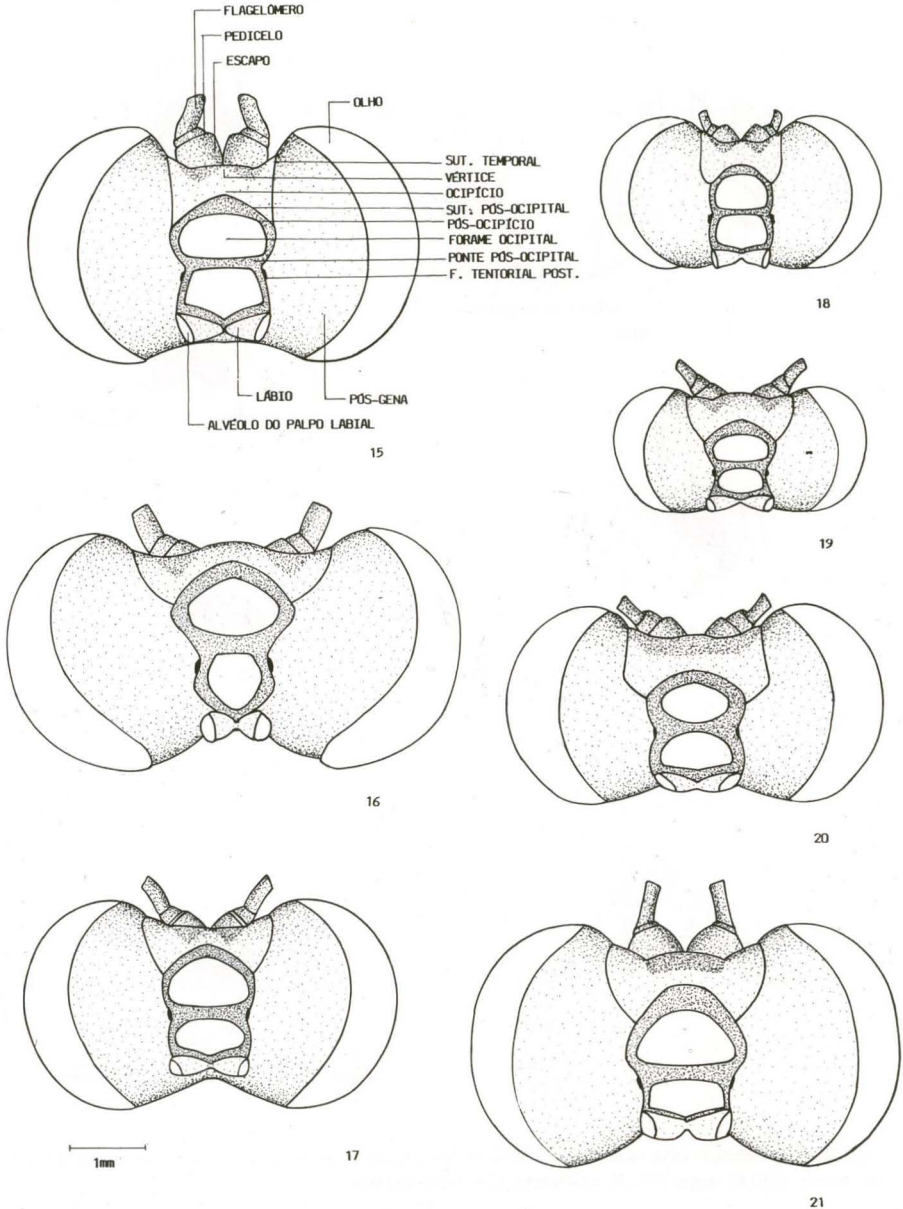 FLAGELÔMERO
PEDICELO
ESCAPO
OLHO
SUT. TEMPORAL
VÉRTICE
OCIPÍCIO
SUT. PÓS-OCIPITAL
PÓS-OCIPÍCIO
FORAME OCIPITAL
PONTE PÓS-OCIPITAL
F. TENTORIAL POST.
LÁBIO
PÓS-GENA
ALVÉOLO DO PALPO LABIAL
15
18
19
16
20
1mm
17
21